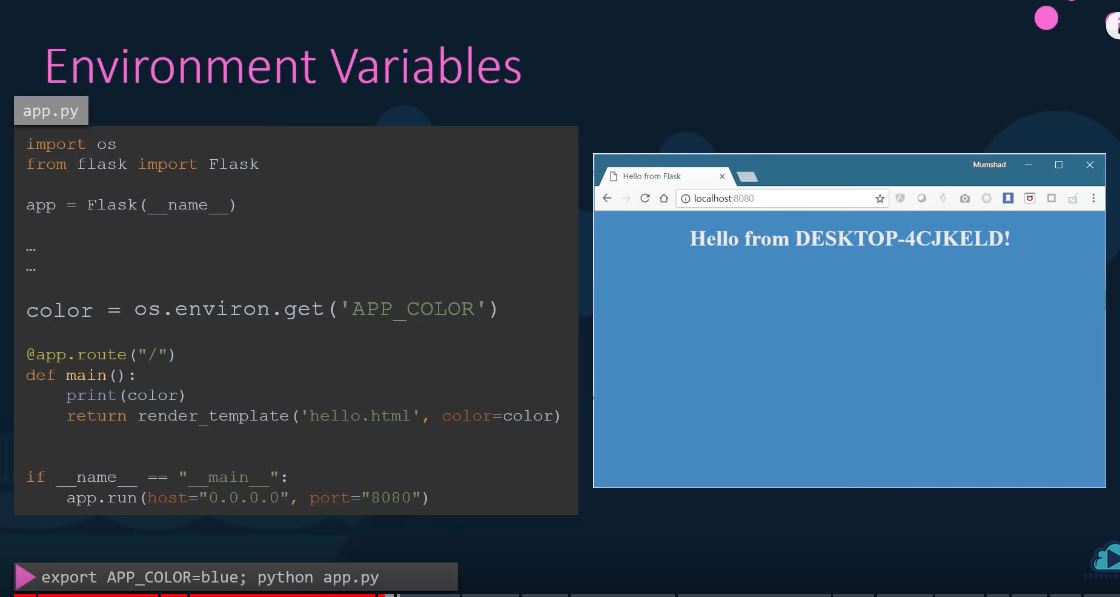 Environment Variables
app.py
import os
from flask import Flask
app = Flask(__name__)
…
…
color = os.environ.get('APP_COLOR')
@app.route("/")
def main():
print(color)
return render_template('hello.html', color=color)
if __name__ == "__main__":
app.run(host="0.0.0.0", port="8080")
Mumshad
Hello from Flask
localhost:8080
Hello from DESKTOP-4CJKELD!
export APP_COLOR=blue; python app.py